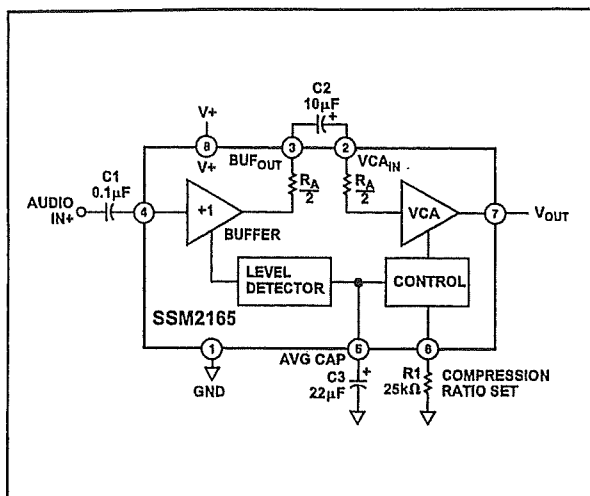 C2
10µF
+
V+
8
V+
BUFOUT
3
2
VCAIN
C1
0.1µF
RA
2
RA
2
AUDIO
IN+
4
+1
VCA
7
VOUT
BUFFER
LEVEL
DETECTOR
CONTROL
SSM2165
1
AVG CAP
5
6
GND
C3
22µF
+
R1
25kΩ
COMPRESSION
RATIO SET